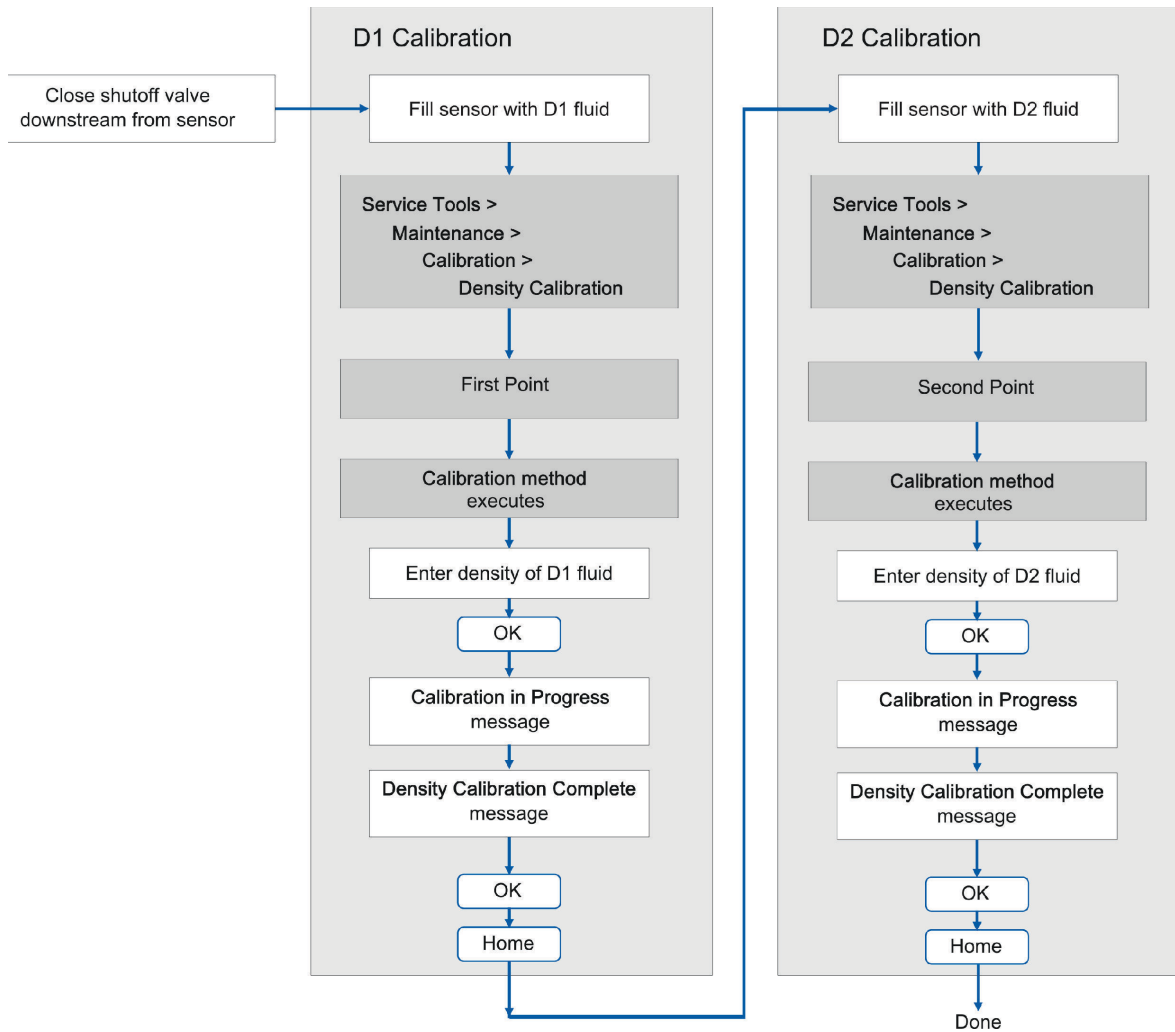 Close shutoff valve
downstream from sensor
D1 Calibration
Fill sensor with D1 fluid
Service Tools >
Maintenance >
Calibration >
Density Calibration
First Point
Calibration method
executes
Enter density of D1 fluid
OK
Calibration in Progress
message
Density Calibration Complete
message
OK
Home
D2 Calibration
Fill sensor with D2 fluid
Service Tools >
Maintenance >
Calibration >
Density Calibration
Second Point
Calibration method
executes
Enter density of D2 fluid
OK
Calibration in Progress
message
Density Calibration Complete
message
OK
Home
Done